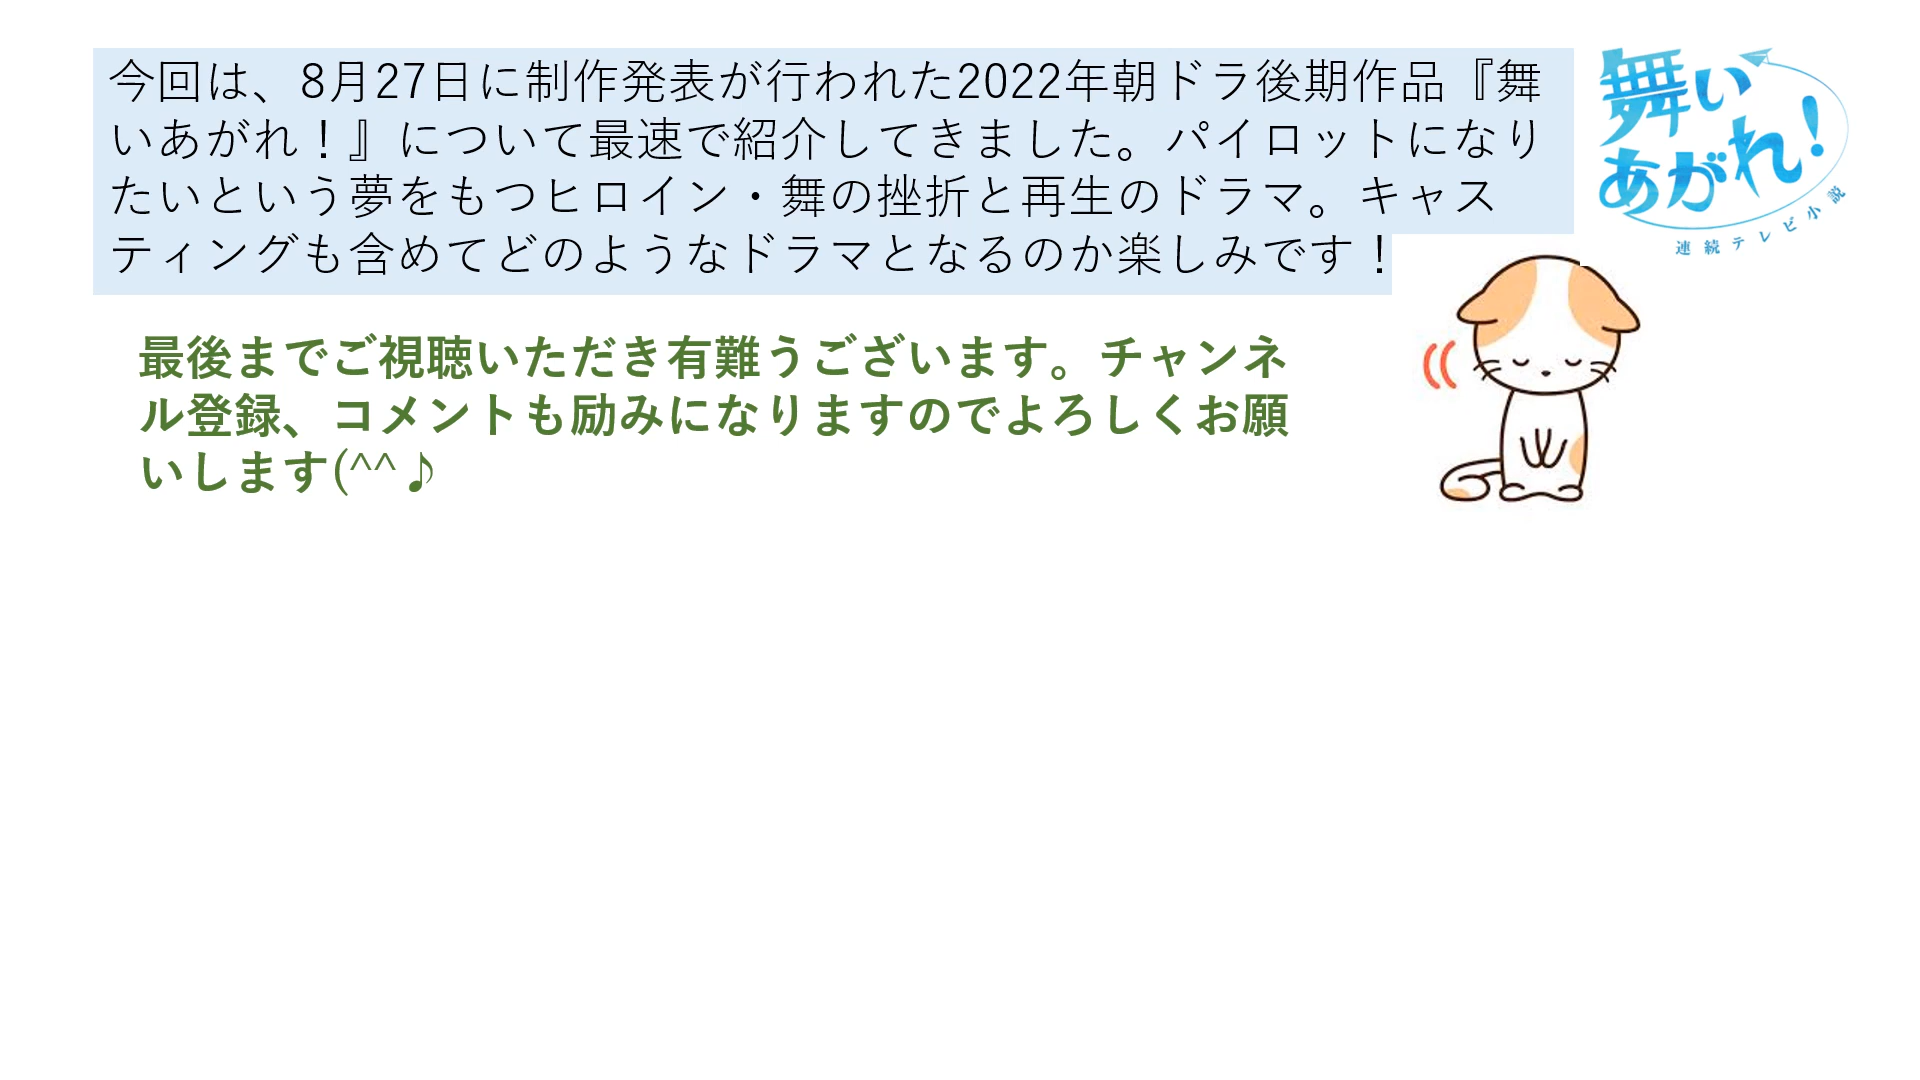 今回は、8月27日に制作発表が行われた2022年朝ドラ後期作品『舞
いあがれ！』について最速で紹介してきました。パイロットになり
たいという夢をもつヒロイン・舞の挫折と再生のドラマ。キャス
ティングも含めてどのようなドラマとなるのか楽しみです！
舞い
あがれ！
連続テレビ小説
最後までご視聴いただき有難うございます。チャンネ
ル登録、コメントも励みになりますのでよろしくお願
いします(^^♪